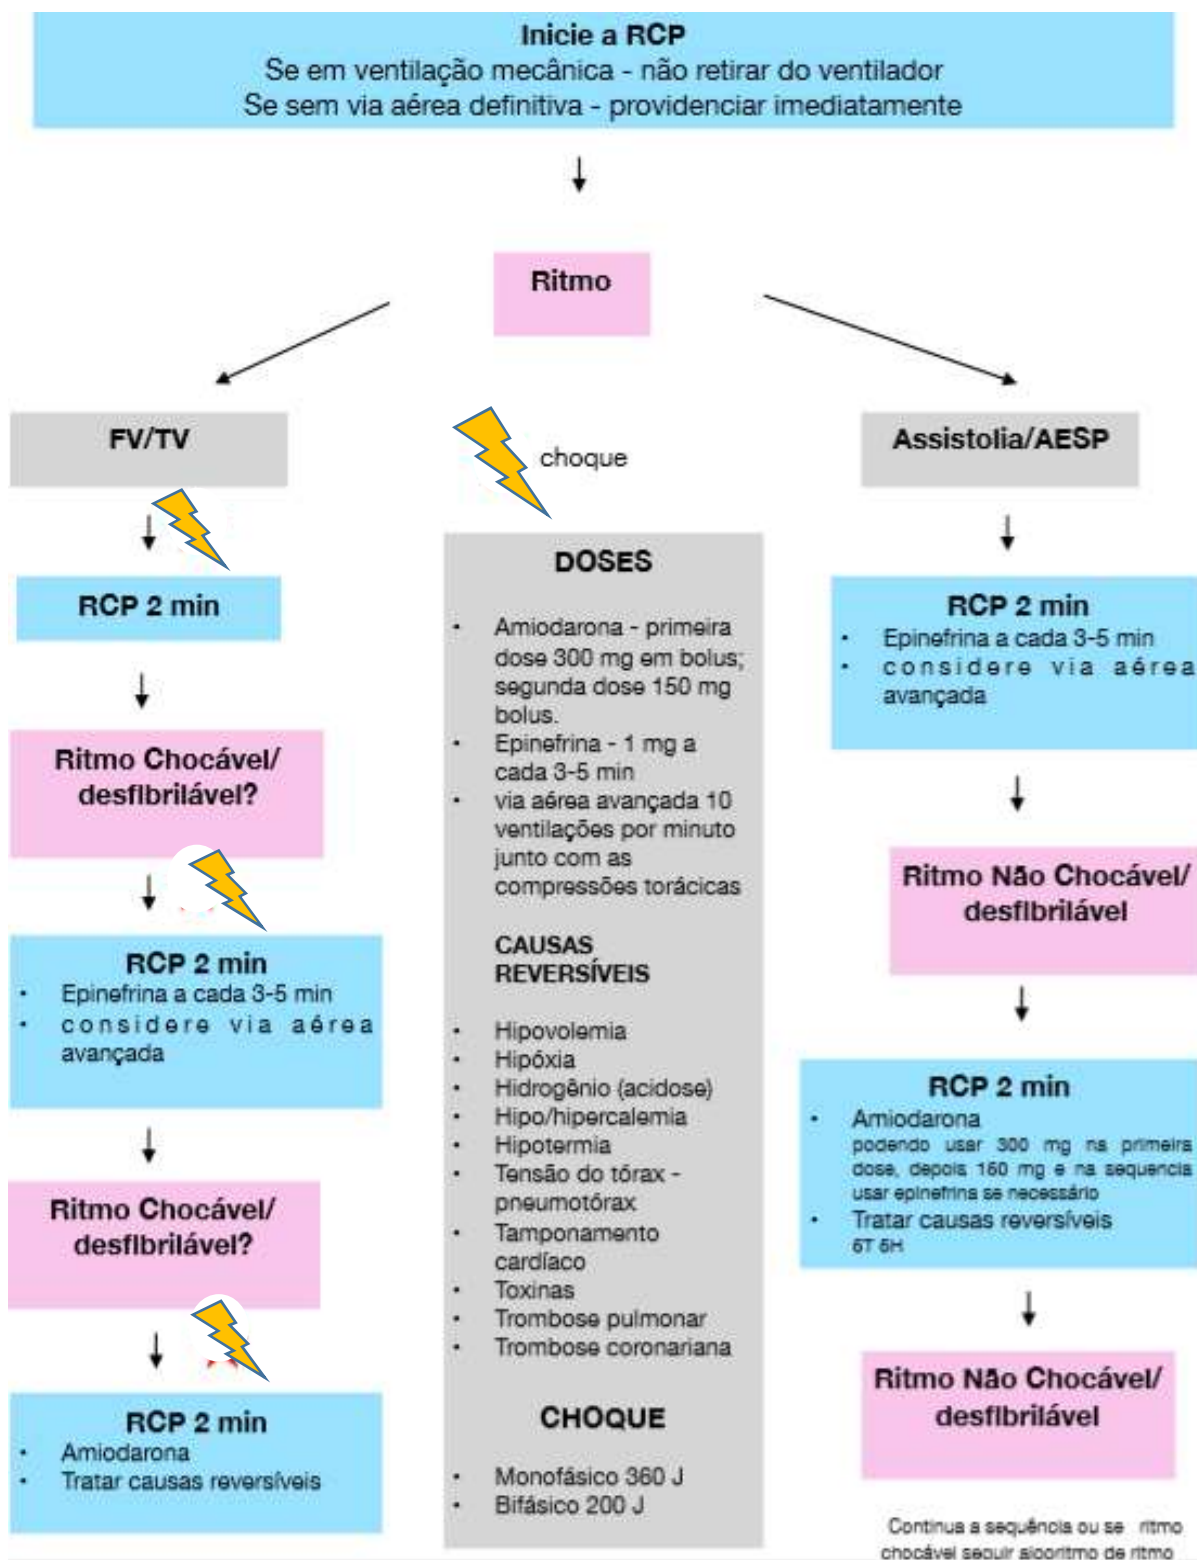 Inicie a RCP
Se em ventilação mecânica - não retirar do ventilador
Se sem via aérea definitiva - providenciar imediatamente
Ritmo
FV/TV
choque
Assistolia/AESP
RCP 2 min
Ritmo Chocável/
desfibrilável?
RCP 2 min
• Epinefrina a cada 3-5 min
• considere via aérea
avançada
Ritmo Chocável/
desfibrilável?
RCP 2 min
• Amiodarona
• Tratar causas reversíveis
DOSES
• Amiodarona - primeira
dose 300 mg em bolus;
segunda dose 150 mg
bolus.
• Epinefrina - 1 mg a
cada 3-5 min
• via aérea avançada 10
ventilações por minuto
junto com as
compressões torácicas
CAUSAS
REVERSÍVEIS
• Hipovolemia
• Hipóxia
• Hidrogênio (acidose)
• Hipo/hipercalemia
• Hipotermia
• Tensão do tórax -
pneumotórax
• Tamponamento
cardíaco
• Toxinas
• Trombose pulmonar
• Trombose coronariana
CHOQUE
• Monofásico 360 J
• Bifásico 200 J
RCP 2 min
• Epinefrina a cada 3-5 min
• considere via aérea
avançada
Ritmo Não Chocável/
desfibrilável
RCP 2 min
• Amiodarona
podendo usar 300 mg na primeira
dose, depois 150 mg e na sequencia
usar epinefrina se necessário
• Tratar causas reversíveis
5T 5H
Ritmo Não Chocável/
desfibrilável
Continua a sequência ou se ritmo
chocável seguir algoritmo de ritmo